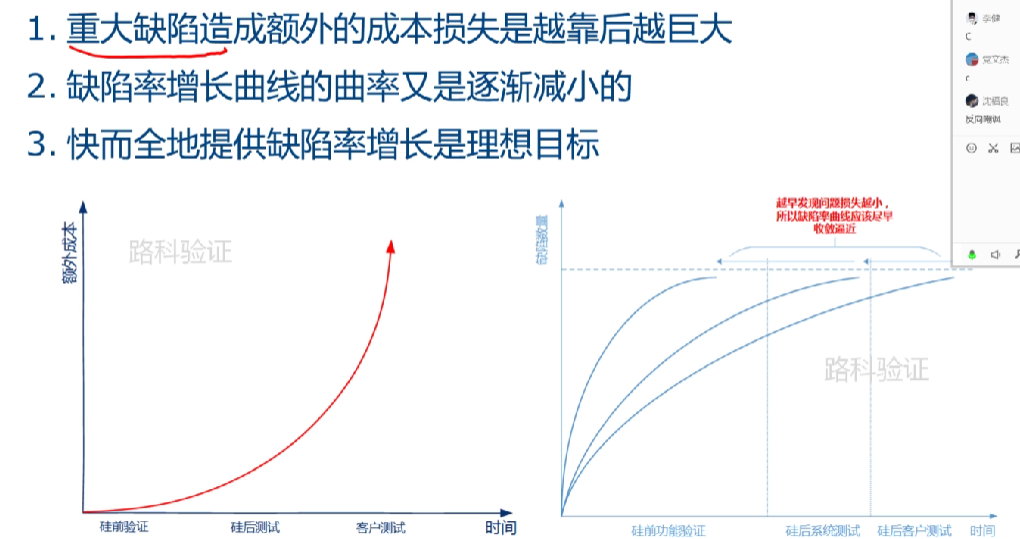 1. 重大缺陷造成额外的成本损失是越靠后越巨大
2. 缺陷率增长曲线的曲率又是逐渐减小的
3. 快而全地提供缺陷率增长是理想目标
李健
C
党文杰
c
沈福良
反向嘲讽
越早发现问题损失越小，
所以缺陷率曲线应该尽早
收敛逼近
额外成本
路科验证
硅前验证
硅后测试
客户测试
时间
路科验证
硅前功能验证
硅后系统测试
硅后客户测试
时间